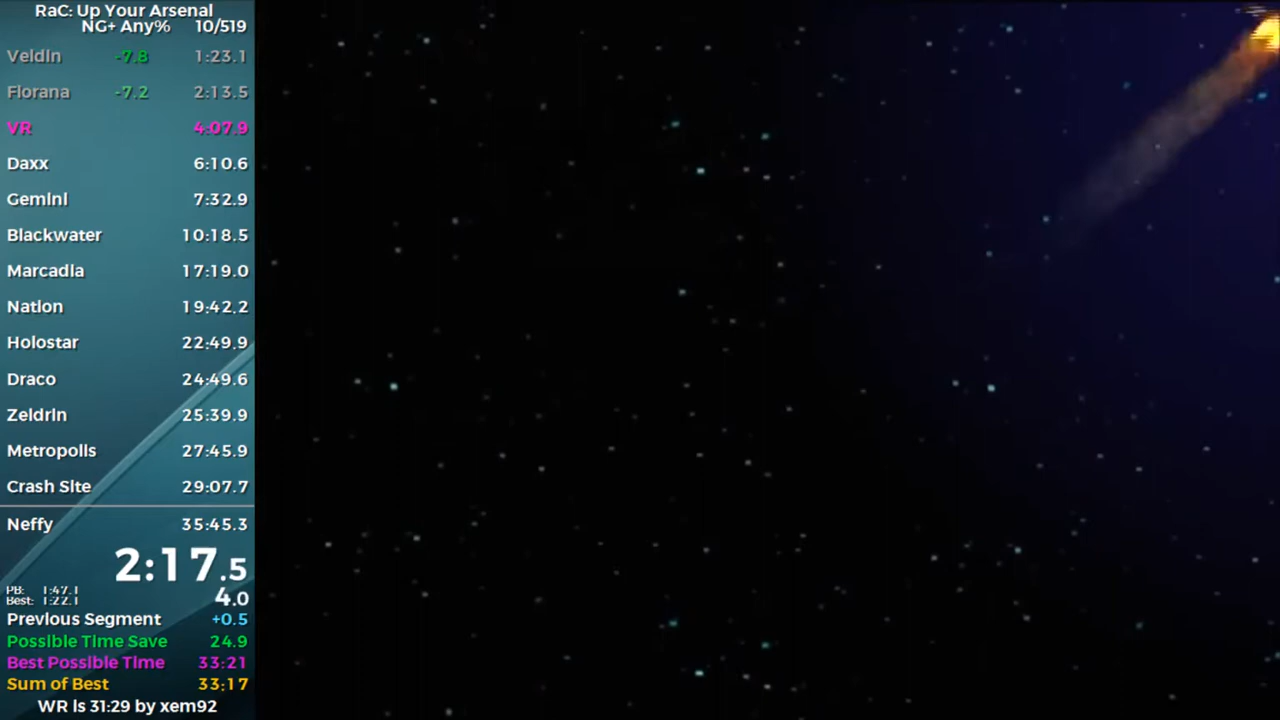 RaC: Up Your Arsenal
NG+ Any% 10/519
Veldin -7.8 1:23.1
Florana -7.2 2:13.5
VR 4:07.9
Daxx 6:10.6
Gemini 7:32.9
Blackwater 10:18.5
Marcadia 17:19.0
Nation 19:42.2
Holostar 22:49.9
Draco 24:49.6
Zeldrin 25:39.9
Metropolis 27:45.9
Crash Site 29:07.7
Neffy 35:45.3
2:17.5
PB: 1:47.1
Best: 1:22.1 4.0
Previous Segment +0.5
Possible Time Save 24.9
Best Possible Time 33:21
Sum of Best 33:17
WR is 31:29 by xem92